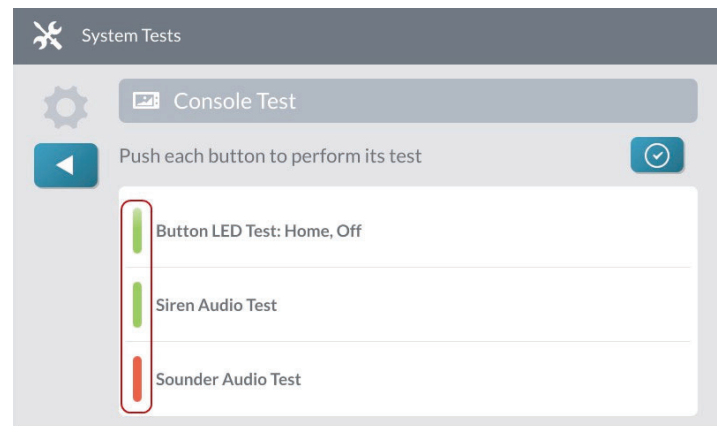 System Tests
Console Test
Push each button to perform its test
Button LED Test: Home, Off
Siren Audio Test
Sounder Audio Test